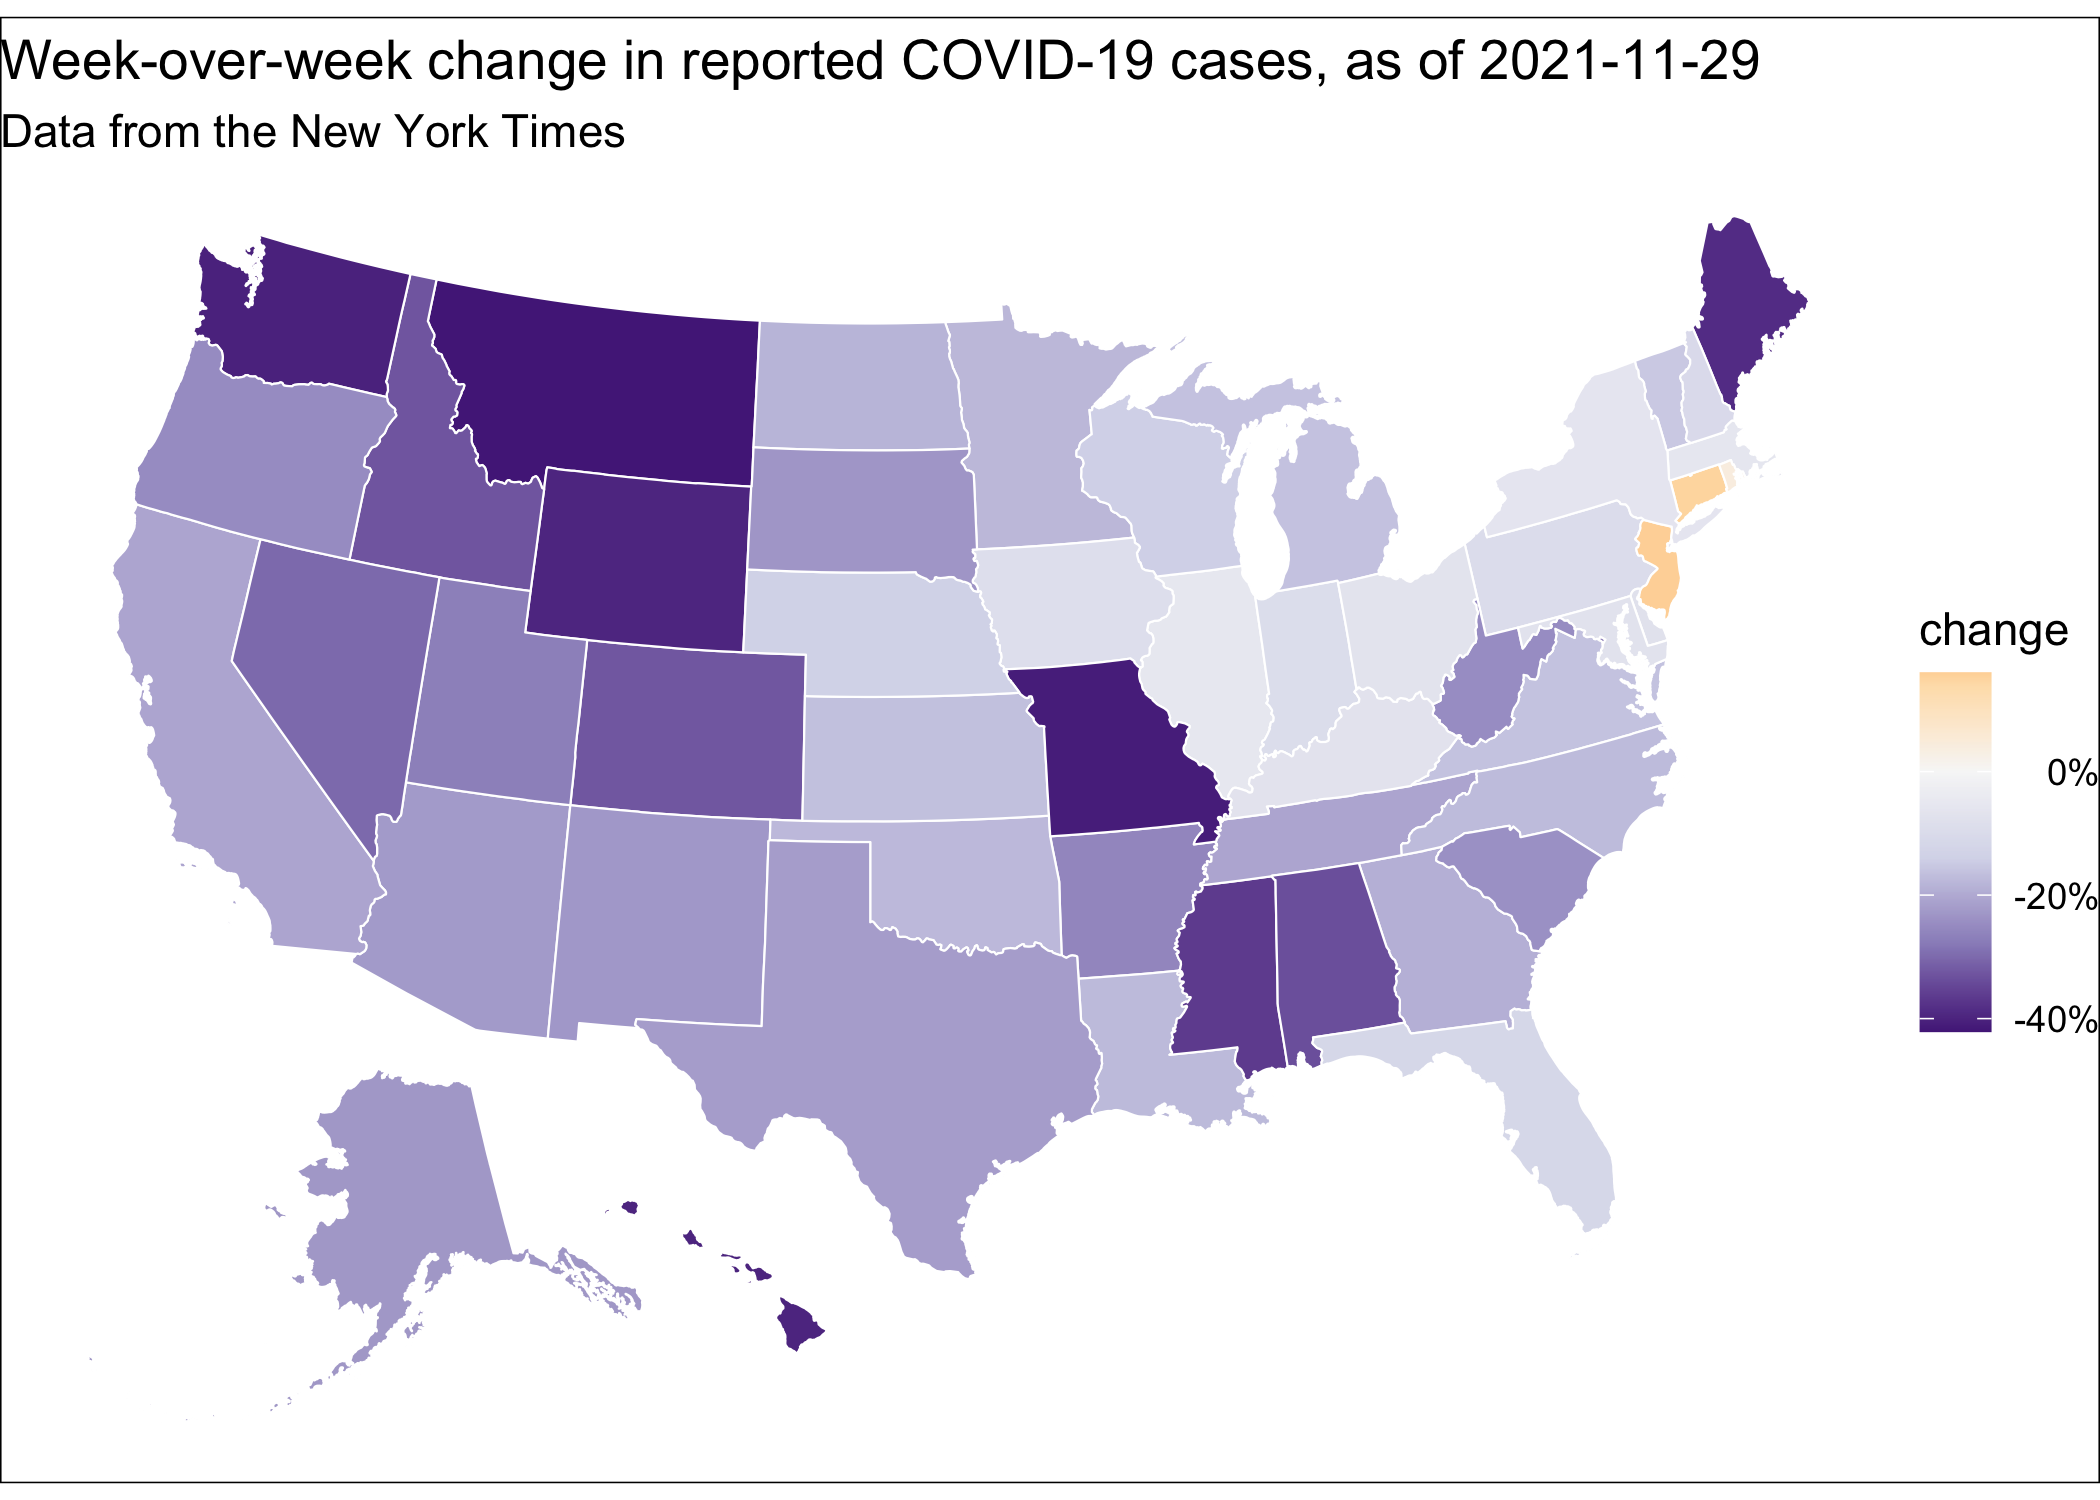 Week-over-week change in reported COVID-19 cases, as of 2021-11-29
Data from the New York Times
change
0%
-20%
-40%